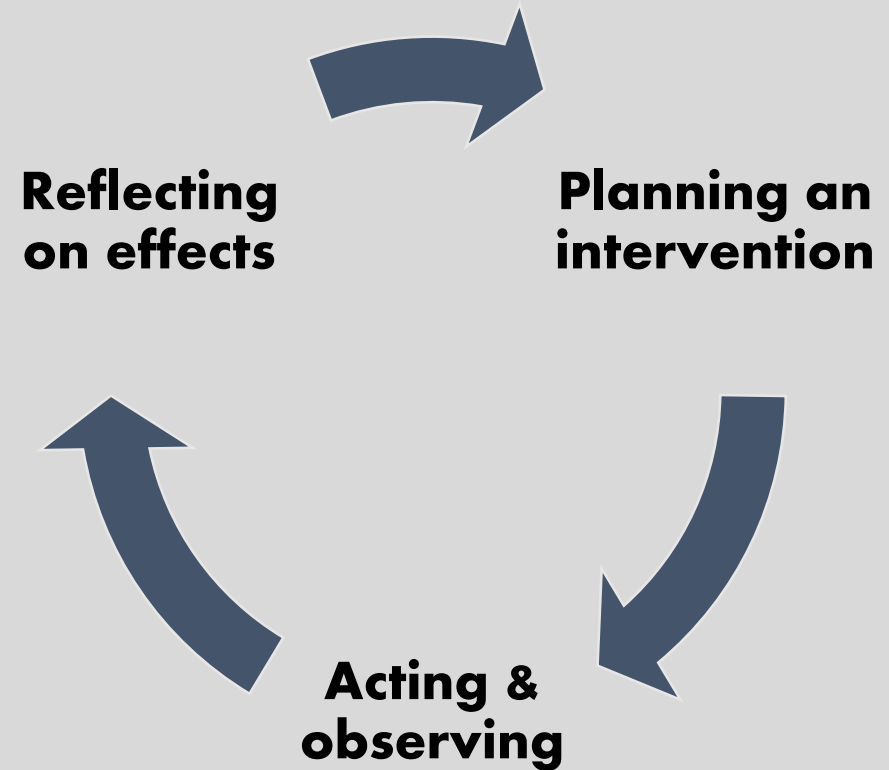 Reflecting
on effects
Planning an
intervention
Acting &
observing